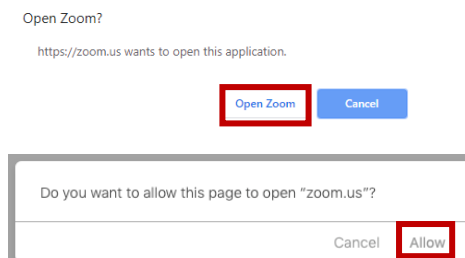 Open Zoom?
https://zoom.us wants to open this application.
Open Zoom Cancel
Do you want to allow this page to open “zoom.us”?
Cancel Allow